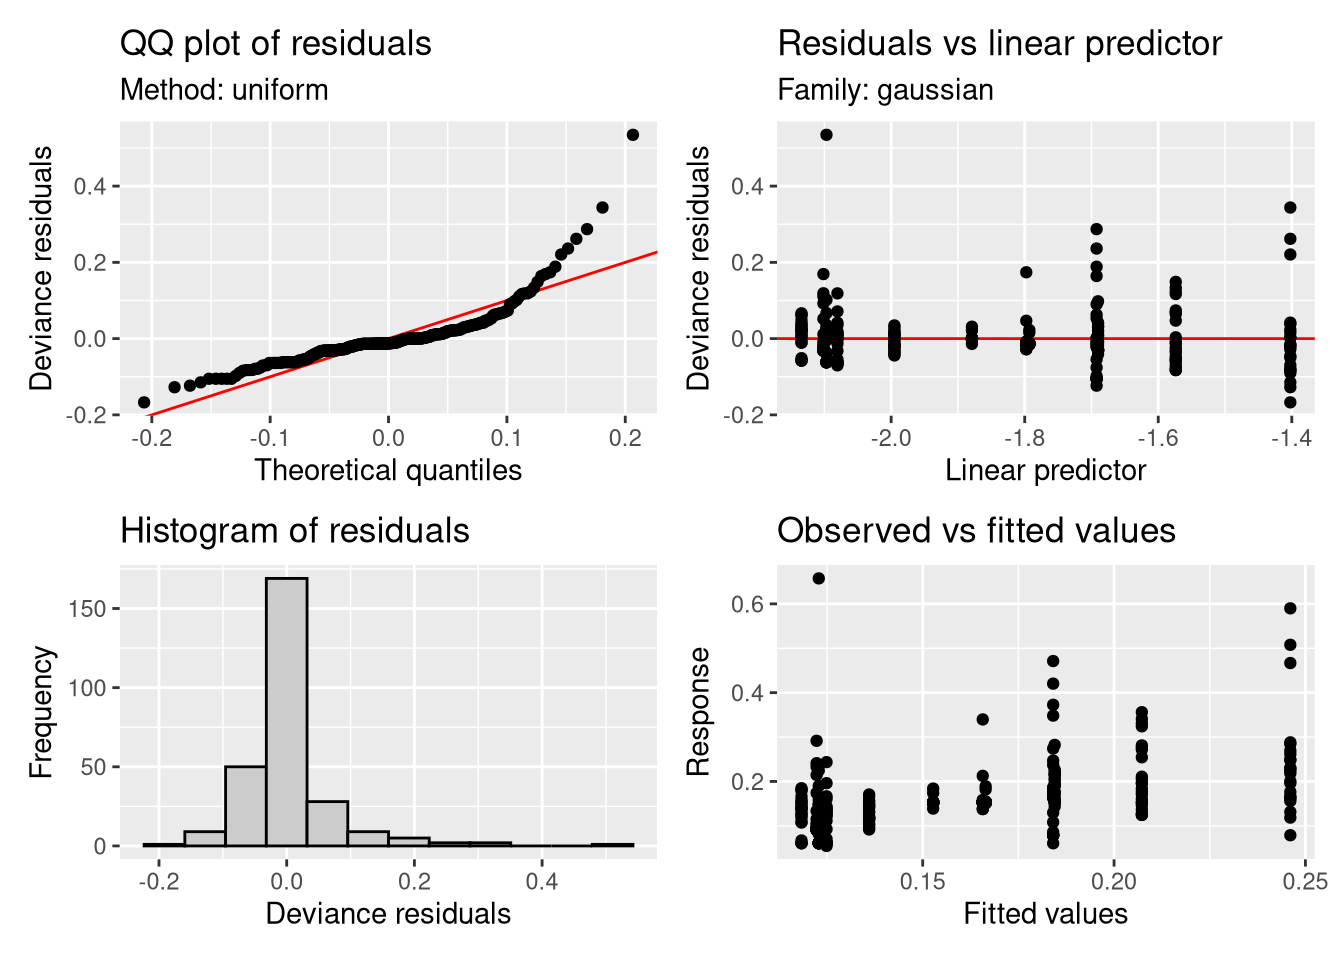 QQ plot of residuals
Method: uniform
Deviance residuals
0.4
0.2
0.0
-0.2
-0.2 -0.1 0.0 0.1 0.2
Theoretical quantiles
Residuals vs linear predictor
Family: gaussian
Deviance residuals
0.4
0.2
0.0
-0.2
-2.0 -1.8 -1.6 -1.4
Linear predictor
Histogram of residuals
Frequency
150
100
50
0
-0.2 0.0 0.2 0.4
Deviance residuals
Observed vs fitted values
Response
0.6
0.4
0.2
0.15 0.20 0.25
Fitted values